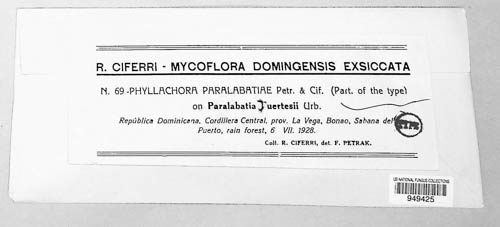 R. CIFERRI - MYCOFLORA DOMINGENSIS EXSICCATA
N. 69 -PHYLLACHORA PARALABATIAE Petr. & Cif. (Part. of the type)
on Paralabatia Fuertesii Urb.
República Dominicana, Cordillera Central, prov. La Vega, Bonao, Sabana del
Puerto, rain forest, 6 VII. 1928.
TYPE
Coll. R. CIFERRI, det. F. PETRAK.
US NATIONAL FUNGUS COLLECTIONS
949425